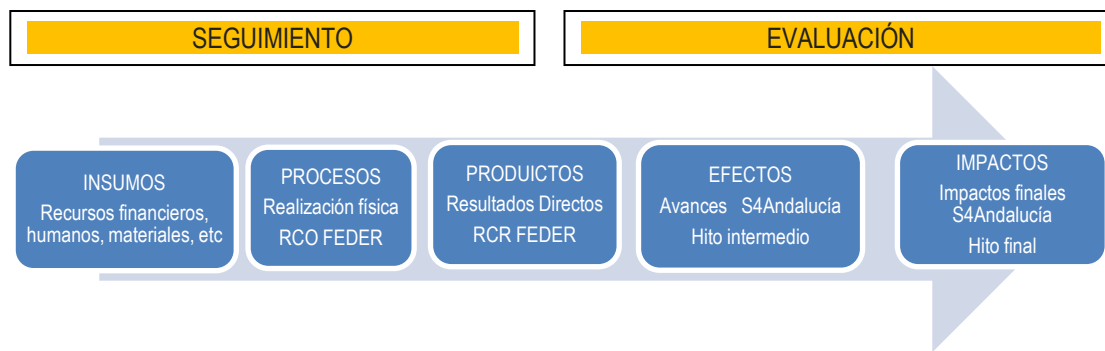 SEGUIMIENTO
EVALUACIÓN
INSUMOS
Recursos financieros,
humanos, materiales, etc
PROCESOS
Realización física
RCO FEDER
PRODUICTOS
Resultados Directos
RCR FEDER
EFECTOS
Avances S4Andalucía
Hito intermedio
IMPACTOS
Impactos finales
S4Andalucía
Hito final